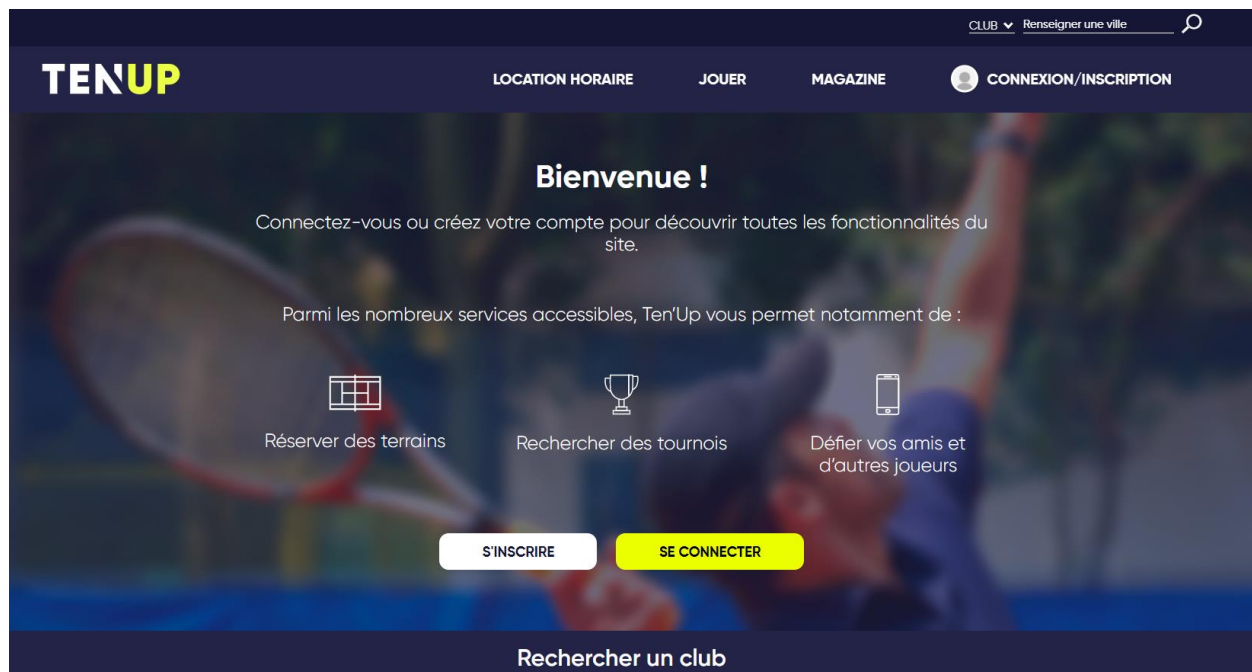 CLUB Renseigner une ville
TENUP LOCATION HORAIRE JOUER MAGAZINE CONNEXION/INSCRIPTION
Bienvenue !
Connectez-vous ou créez votre compte pour découvrir toutes les fonctionnalités du
site.
Parmi les nombreux services accessibles, Ten'Up vous permet notamment de :
Réserver des terrains
Rechercher des tournois
Défier vos amis et
d'autres joueurs
S'INSCRIRE SE CONNECTER
Rechercher un club